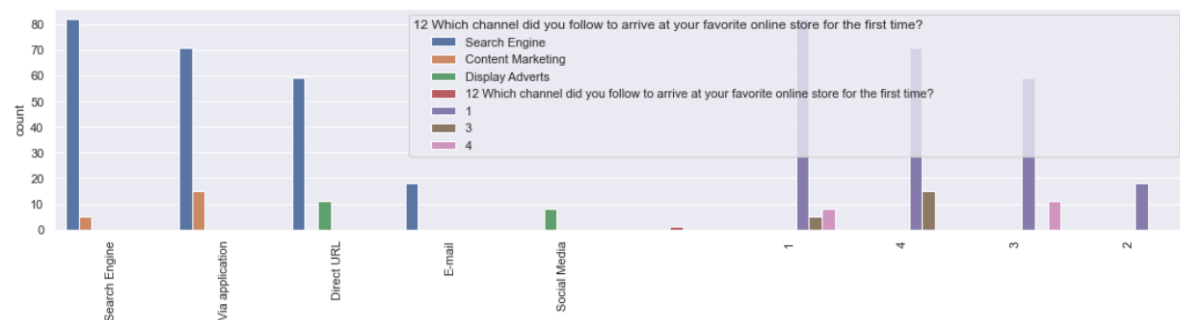 12 Which channel did you follow to arrive at your favorite online store for the first time?
Search Engine
Content Marketing
Display Adverts
12 Which channel did you follow to arrive at your favorite online store for the first time?
1
3
4
count
80
70
60
50
40
30
20
10
0
Search Engine
Via application
Direct URL
E-mail
Social Media
1
4
3
2